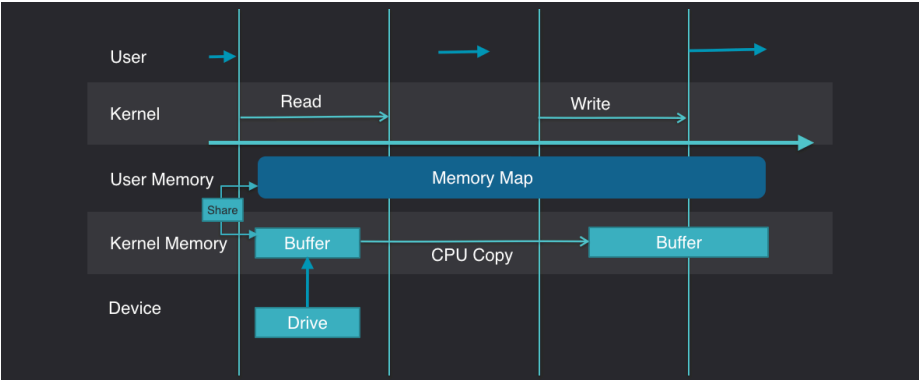 User
Kernel
Read
Write
User Memory
Memory Map
Share
Kernel Memory
Buffer
CPU Copy
Buffer
Device
Drive